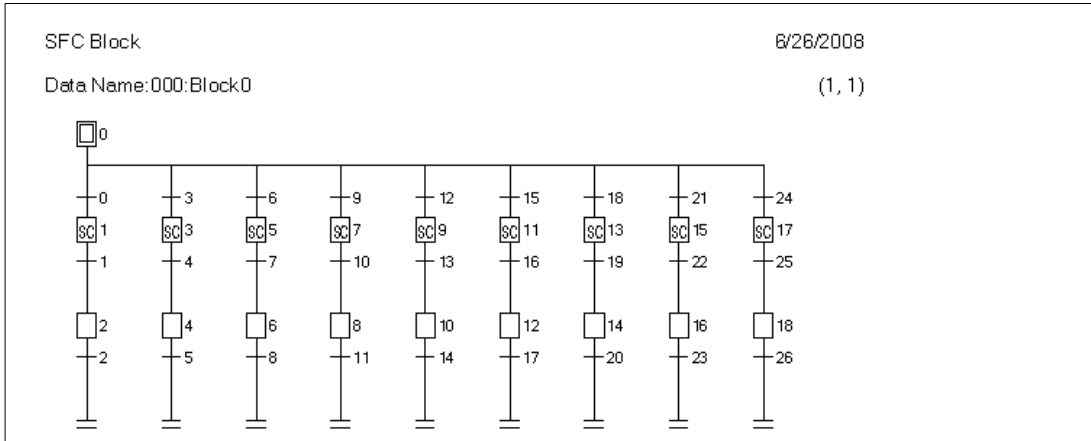 SFC Block 6/26/2008
Data Name:000:Block0 (1, 1)
0
0 3 6 9 12 15 18 21 24
SC 1 SC 3 SC 5 SC 7 SC 9 SC 11 SC 13 SC 15 SC 17
1 4 7 10 13 16 19 22 25
2 4 6 8 10 12 14 16 18
2 5 8 11 14 17 20 23 26